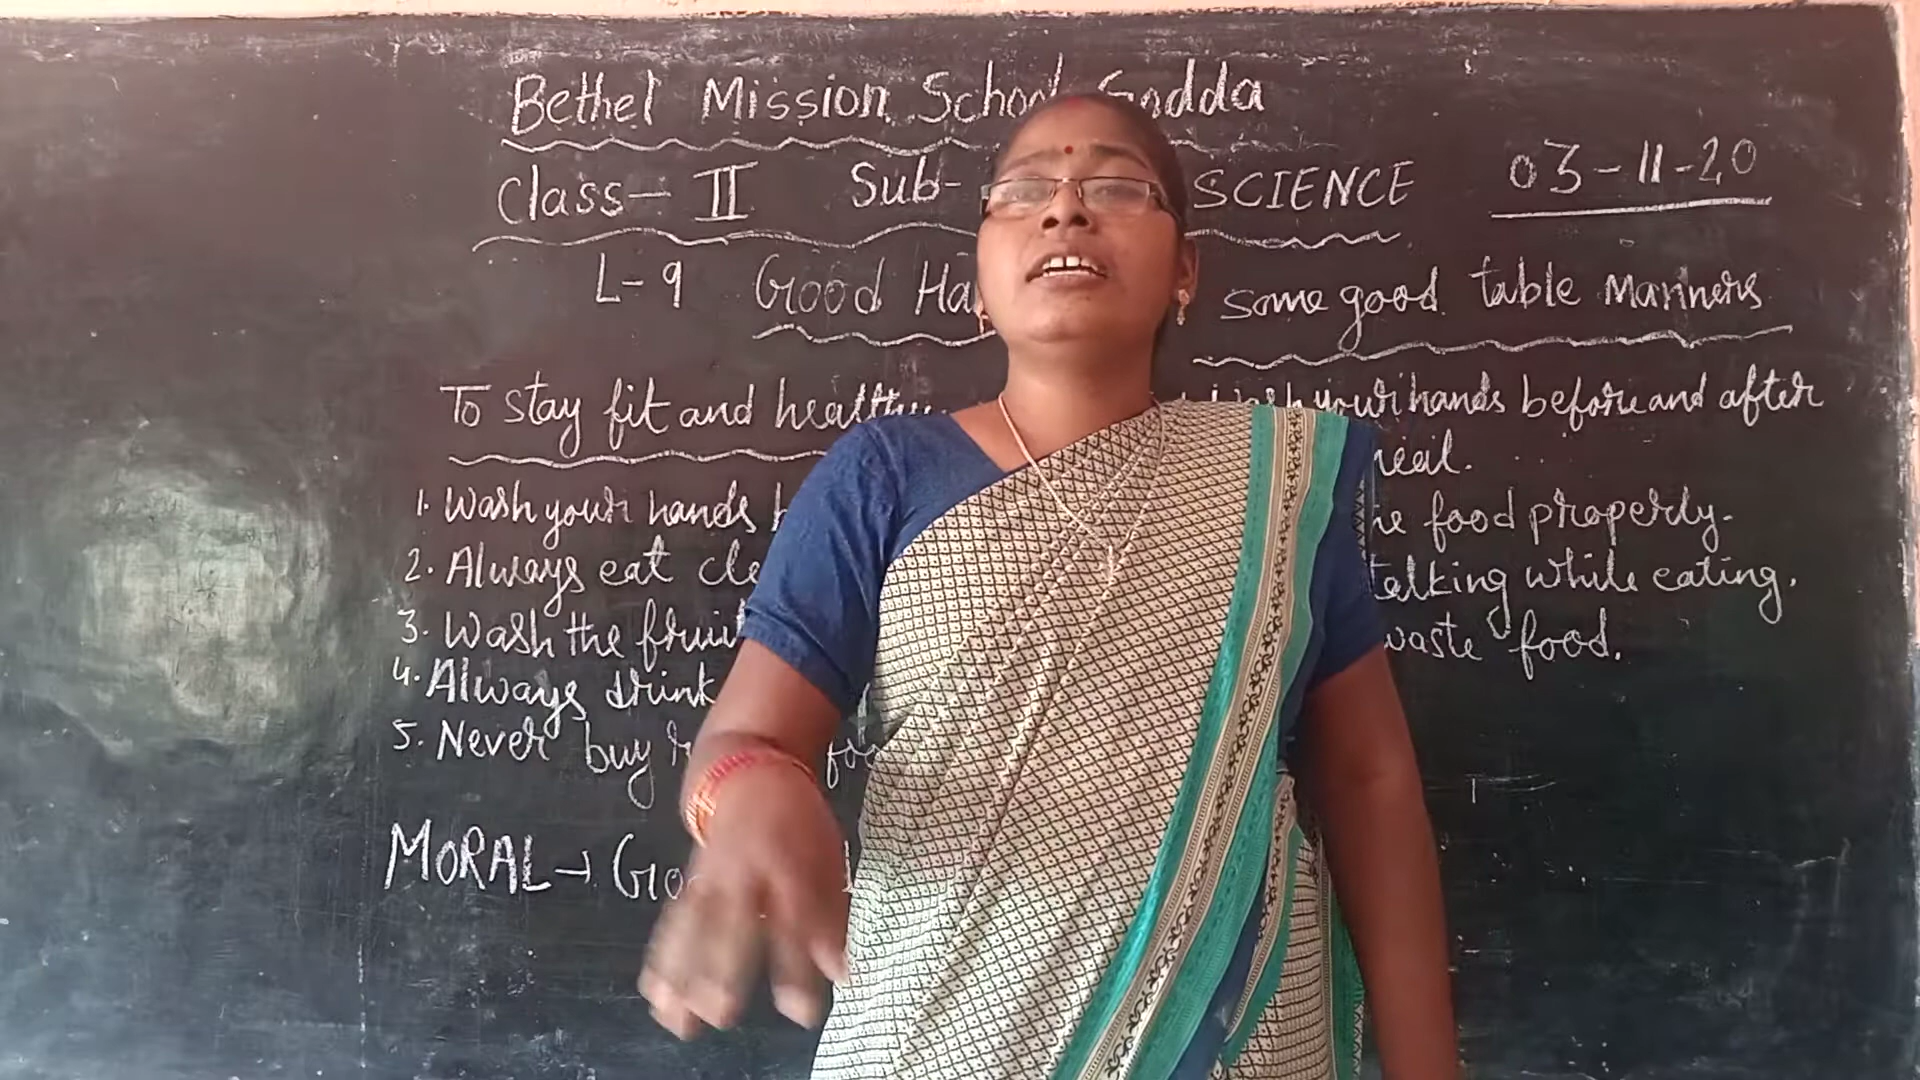 Bethel Mission School Godda
Class- II Sub- SCIENCE 03-11-20
L-9 Good Ha
some good table Manners
To stay fit and healthy
Wash your hands before and after
meal.
1. Wash your hands
2. Always eat cle
3. Wash the fruit
4. Always drink
5. Never buy
food properly.
talking while eating.
waste food.
MORAL→ Goo